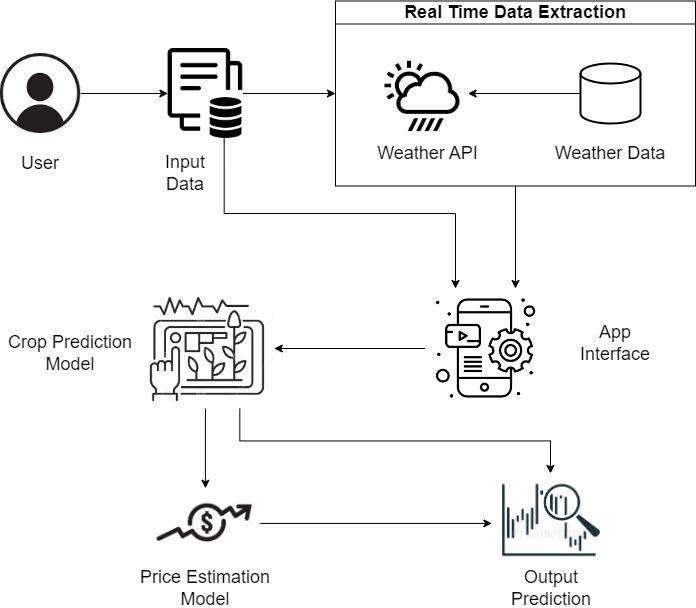 Real Time Data Extraction
User
Input
Data
Weather API
Weather Data
Crop Prediction
Model
App
Interface
$
Price Estimation
Model
Output
Prediction